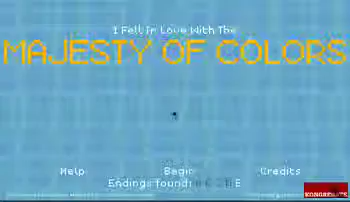 I Fell In Love With The
MAJESTY OF COLORS
Help Begin Credits
Endings found: E
KONGREGATE